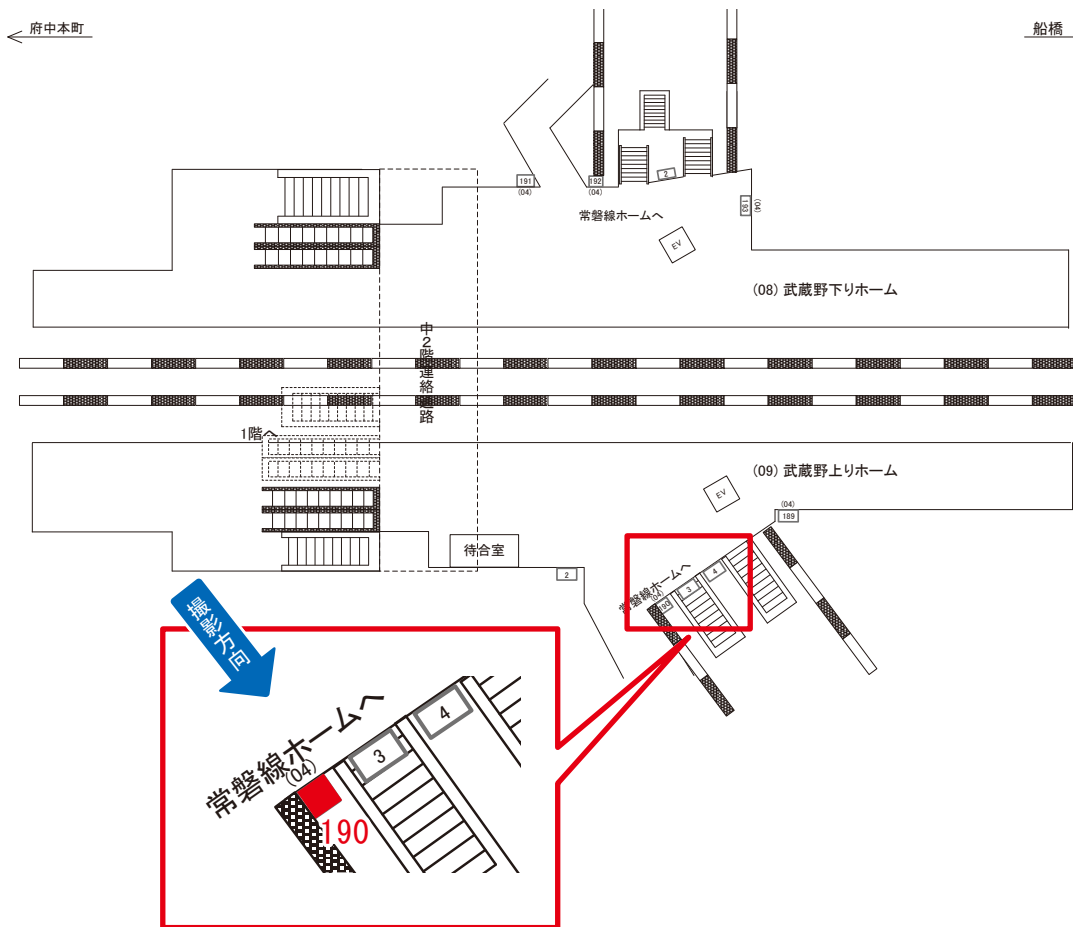 府中本町
船橋
191
(04)
192
(04)
2
193
(04)
常磐線ホームへ
EV
(08) 武蔵野下りホーム
中2階連絡通路
1階へ
(09) 武蔵野上りホーム
EV
(04)
189
待合室
2
常磐線ホームへ
(04)
190
3
4
撮影方向
常磐線ホームへ
(04)
3
4
190